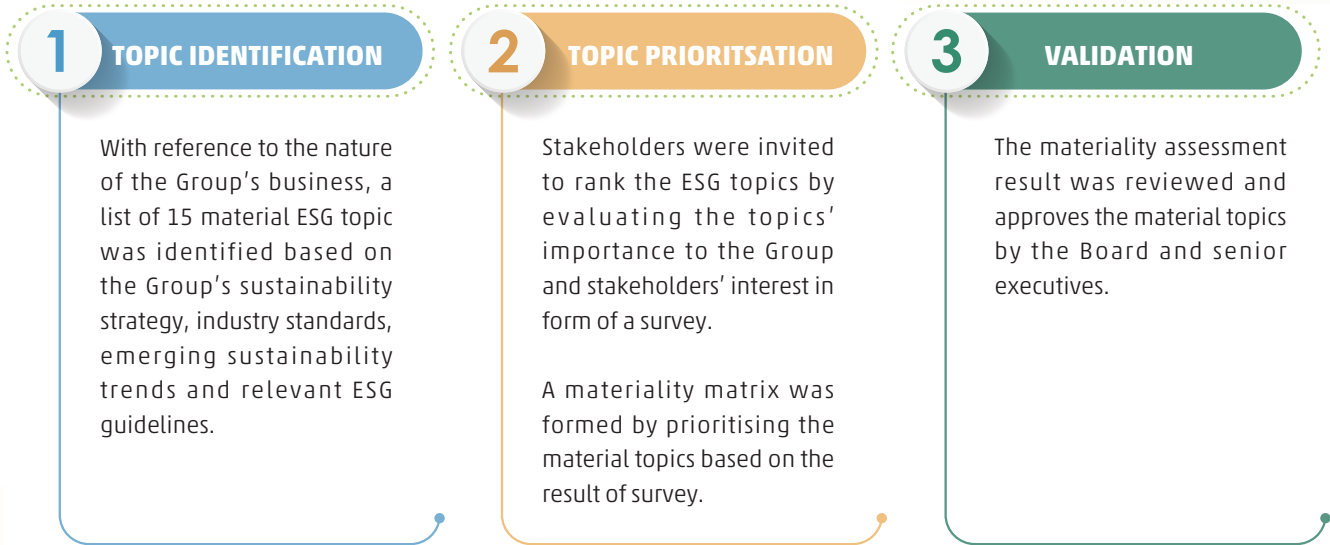 1 TOPIC IDENTIFICATION
With reference to the nature
of the Group's business, a
list of 15 material ESG topic
was identified based on
the Group's sustainability
strategy, industry standards,
emerging sustainability
trends and relevant ESG
guidelines.
2 TOPIC PRIORITSATION
Stakeholders were invited
to rank the ESG topics by
evaluating the topics'
importance to the Group
and stakeholders' interest in
form of a survey.
A materiality matrix was
formed by prioritising the
material topics based on the
result of survey.
3 VALIDATION
The materiality assessment
result was reviewed and
approves the material topics
by the Board and senior
executives.